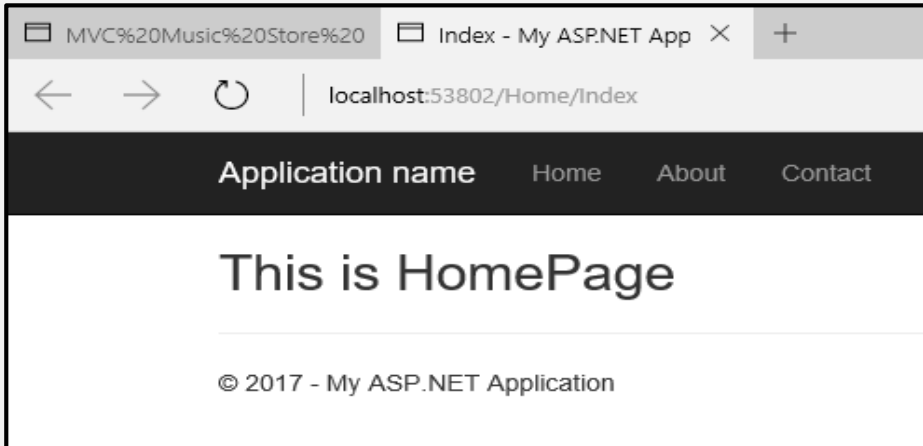 MVC%20Music%20Store%20 Index - My ASP.NET App
localhost:53802/Home/Index
Application name Home About Contact
This is HomePage
© 2017 - My ASP.NET Application